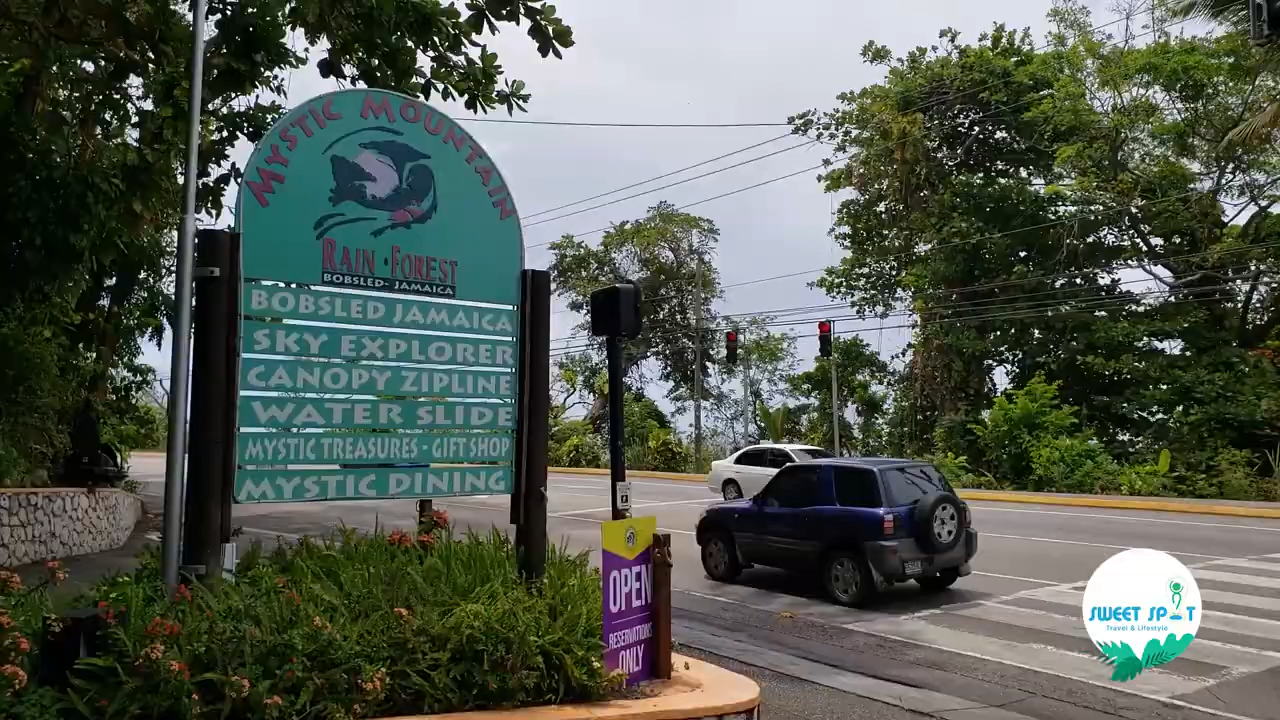 MYSTIC MOUNTAIN
RAIN·FOREST
BOBSLED-JAMAICA
BOBSLED JAMAICA
SKY EXPLORER
CANOPY ZIPLINE
WATER SLIDE
MYSTIC TREASURES - GIFT SHOP
MYSTIC DINING
OPEN
RESERVATIONS
ONLY
SWEET SPOT
Travel & Lifestyle